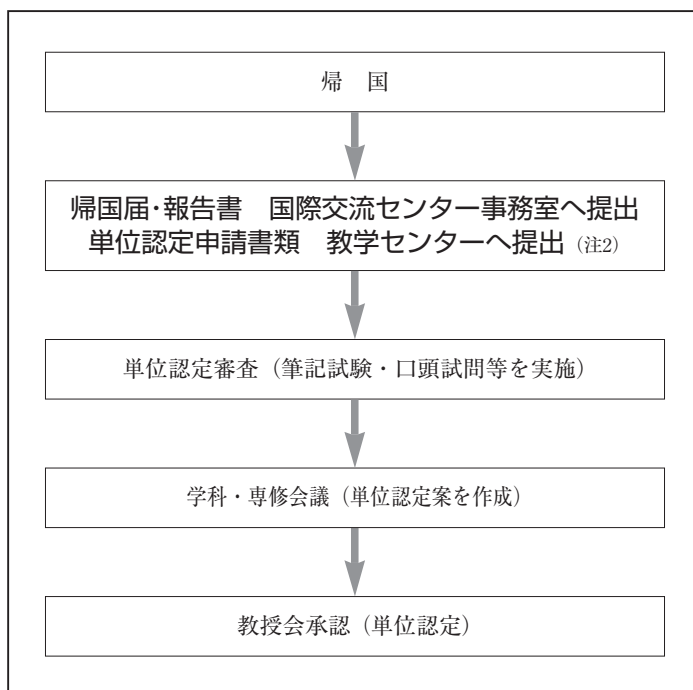 帰　国
帰国届・報告書　国際交流センター事務室へ提出
単位認定申請書類　教学センターへ提出（注2）
単位認定審査（筆記試験・口頭試問等を実施）
学科・専修会議（単位認定案を作成）
教授会承認（単位認定）